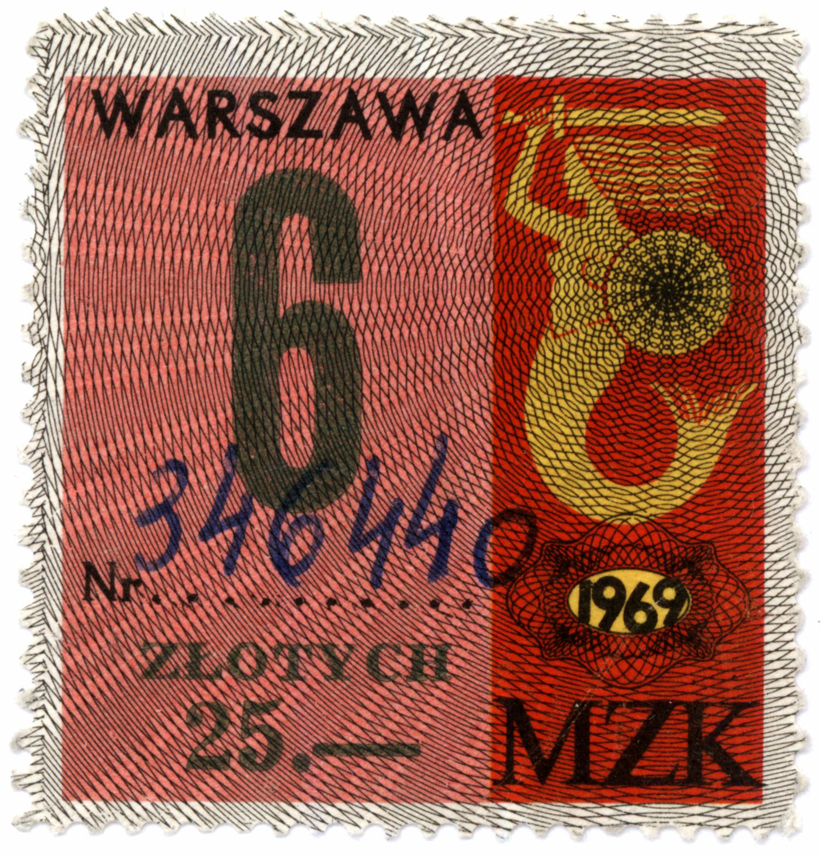 WARSZAWA
6
Nr. 346440
ZŁOTYCH
25.—
1969
MZK